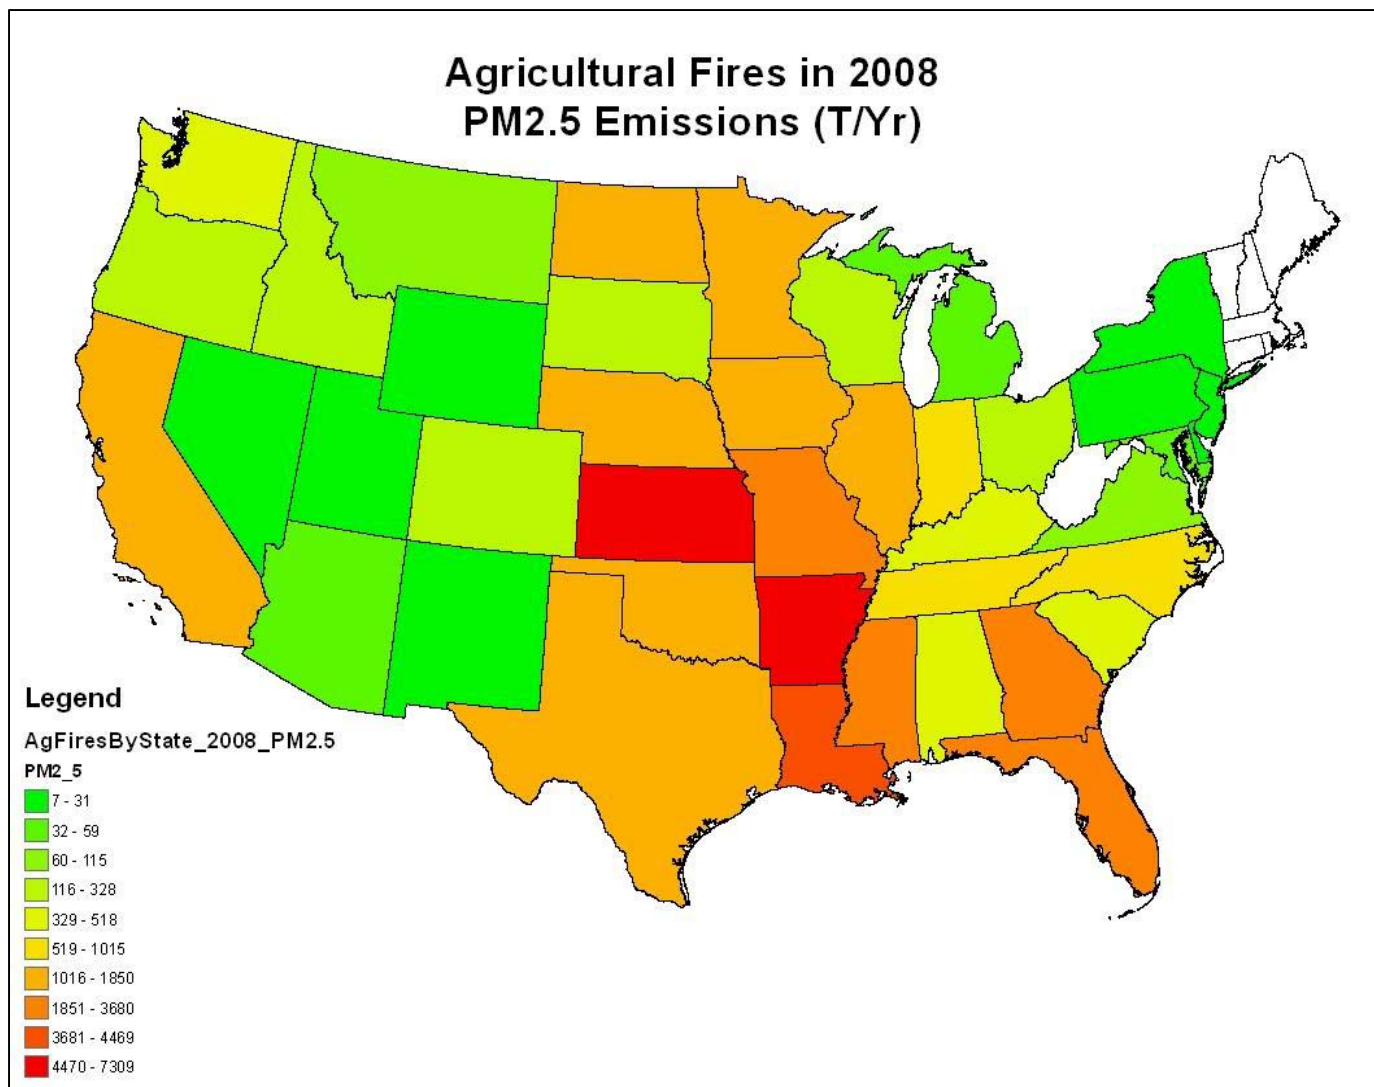 Agricultural Fires in 2008
PM2.5 Emissions (T/Yr)
Legend
AgFiresByState_2008_PM2.5
PM2_5
7 - 31
32 - 59
60 - 115
116 - 328
329 - 518
519 - 1015
1016 - 1850
1851 - 3680
3681 - 4469
4470 - 7309